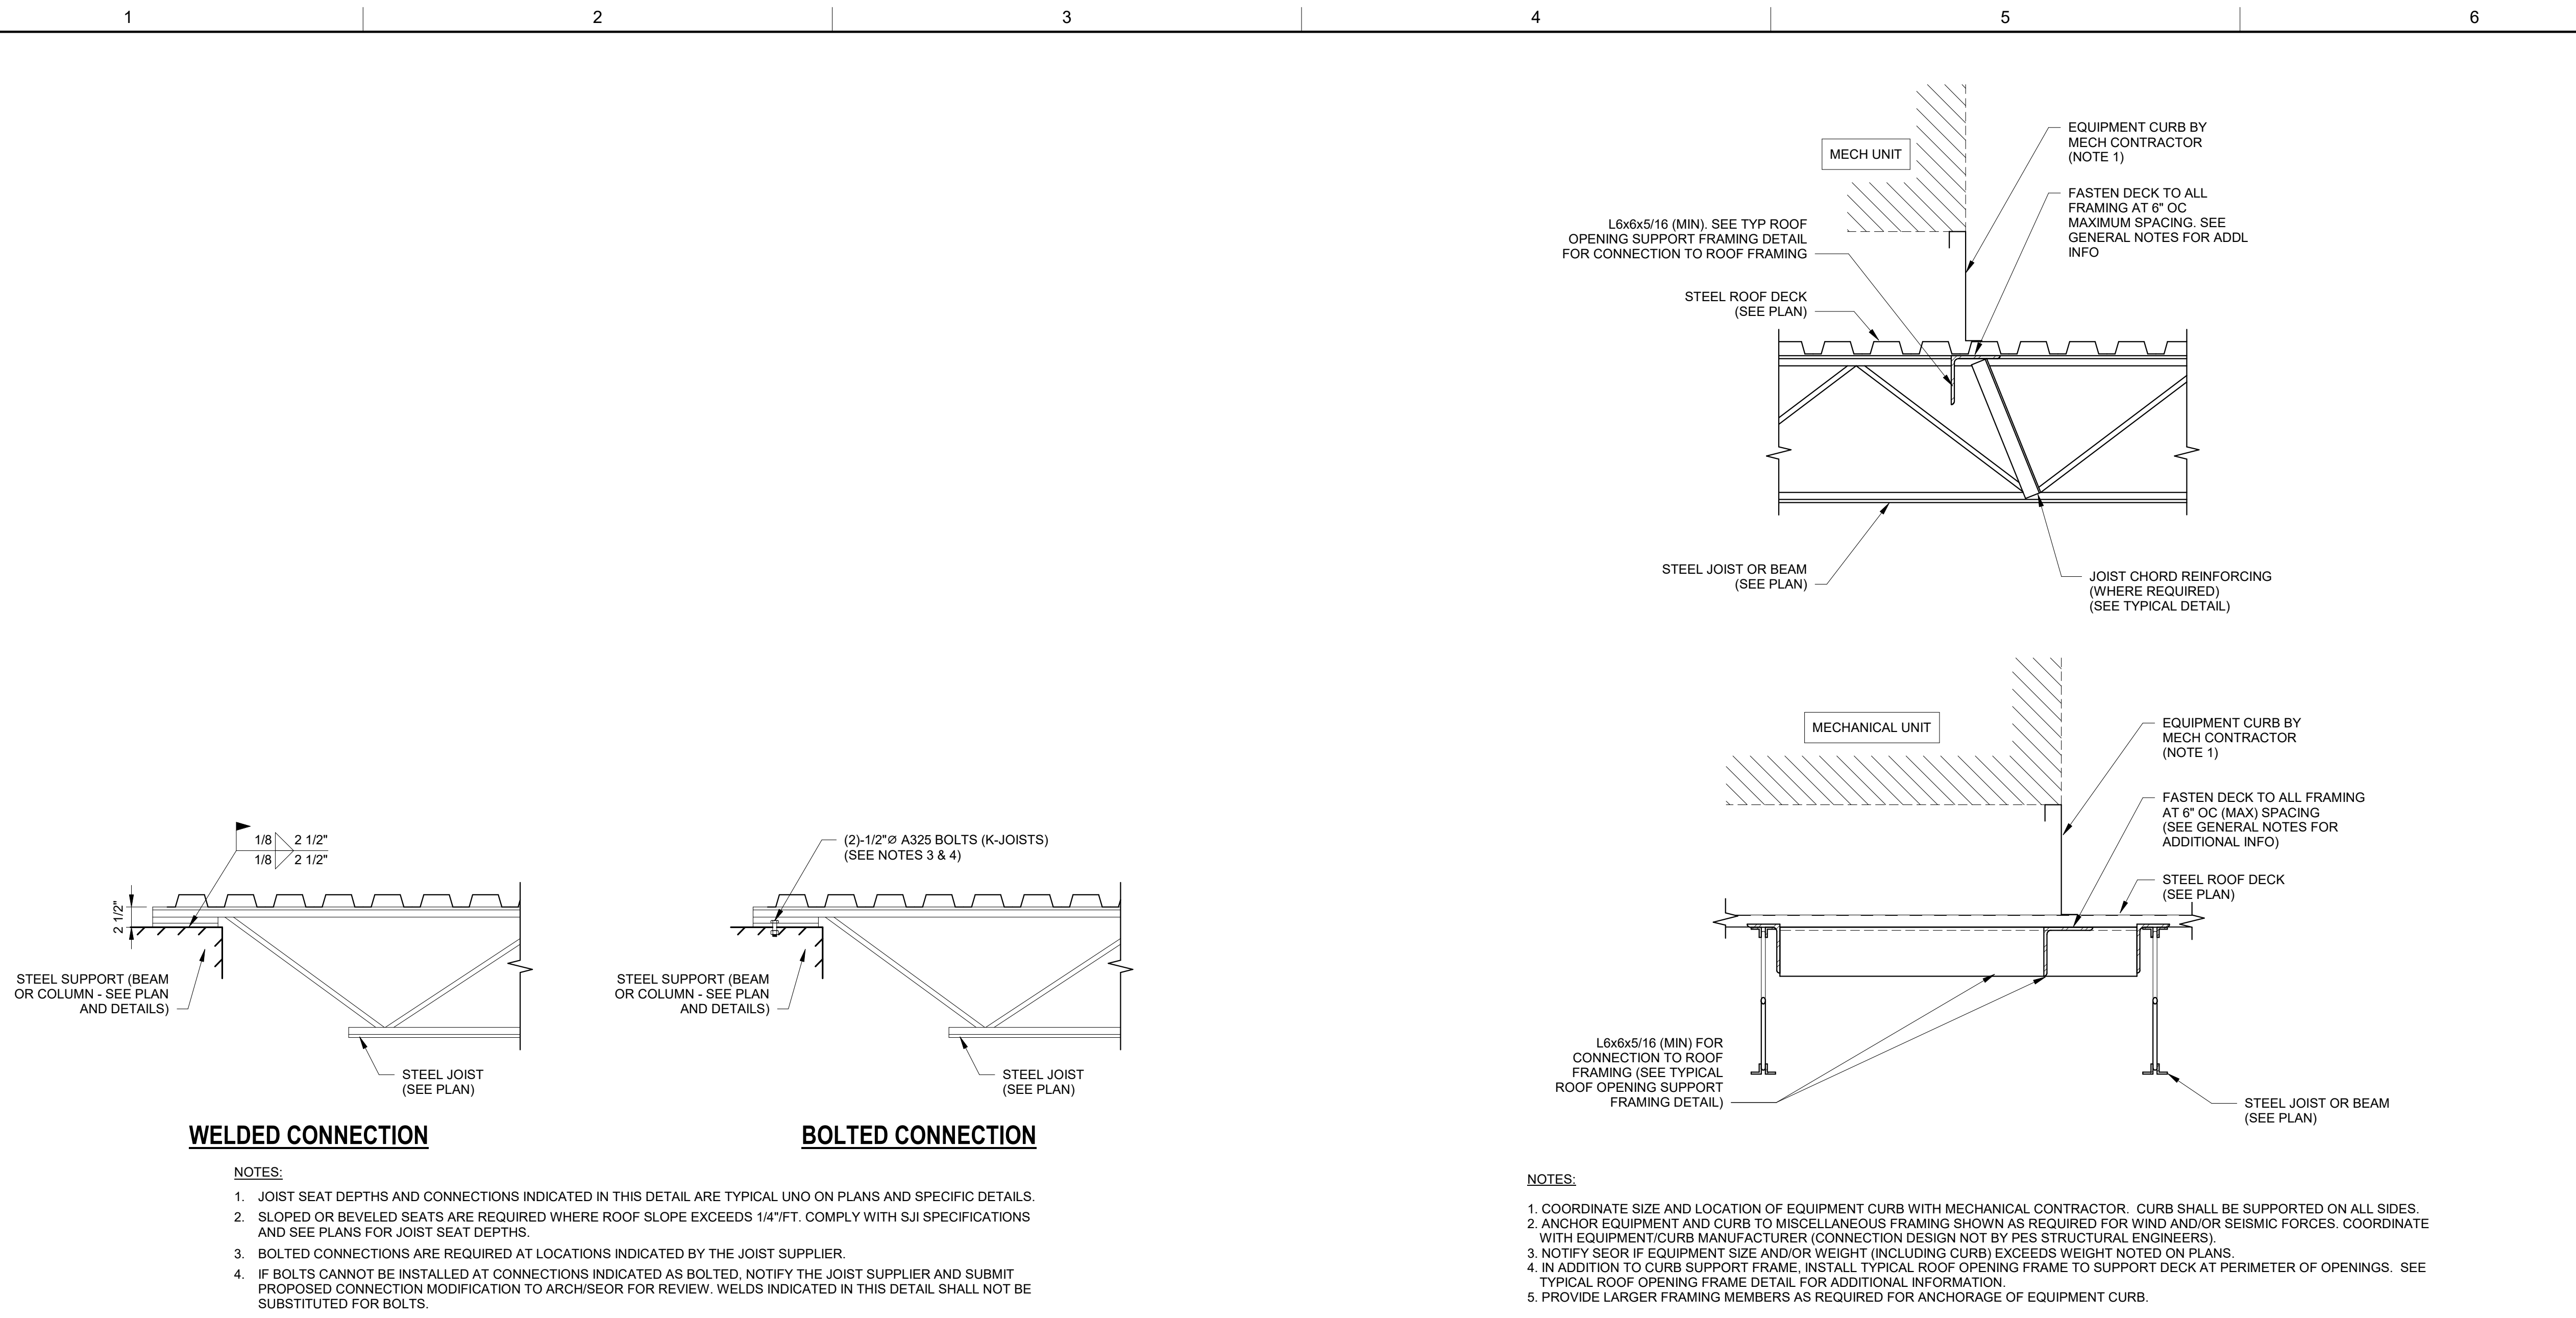 1 2 3 4 5 6
MECH UNIT
EQUIPMENT CURB BY
MECH CONTRACTOR
(NOTE 1)
FASTEN DECK TO ALL
FRAMING AT 6" OC
MAXIMUM SPACING. SEE
GENERAL NOTES FOR ADDL
INFO
L6x6x5/16 (MIN). SEE TYP ROOF
OPENING SUPPORT FRAMING DETAIL
FOR CONNECTION TO ROOF FRAMING
STEEL ROOF DECK
(SEE PLAN)
STEEL JOIST OR BEAM
(SEE PLAN)
JOIST CHORD REINFORCING
(WHERE REQUIRED)
(SEE TYPICAL DETAIL)
1/8 2 1/2"
1/8 2 1/2"
2 1/2"
STEEL SUPPORT (BEAM
OR COLUMN - SEE PLAN
AND DETAILS)
STEEL JOIST
(SEE PLAN)
WELDED CONNECTION
(2)-1/2"Ø A325 BOLTS (K-JOISTS)
(SEE NOTES 3 & 4)
STEEL SUPPORT (BEAM
OR COLUMN - SEE PLAN
AND DETAILS)
STEEL JOIST
(SEE PLAN)
BOLTED CONNECTION
NOTES:
1. JOIST SEAT DEPTHS AND CONNECTIONS INDICATED IN THIS DETAIL ARE TYPICAL UNO ON PLANS AND SPECIFIC DETAILS.
2. SLOPED OR BEVELED SEATS ARE REQUIRED WHERE ROOF SLOPE EXCEEDS 1/4"/FT. COMPLY WITH SJI SPECIFICATIONS
AND SEE PLANS FOR JOIST SEAT DEPTHS.
3. BOLTED CONNECTIONS ARE REQUIRED AT LOCATIONS INDICATED BY THE JOIST SUPPLIER.
4. IF BOLTS CANNOT BE INSTALLED AT CONNECTIONS INDICATED AS BOLTED, NOTIFY THE JOIST SUPPLIER AND SUBMIT
PROPOSED CONNECTION MODIFICATION TO ARCH/SEOR FOR REVIEW. WELDS INDICATED IN THIS DETAIL SHALL NOT BE
SUBSTITUTED FOR BOLTS.
MECHANICAL UNIT
EQUIPMENT CURB BY
MECH CONTRACTOR
(NOTE 1)
FASTEN DECK TO ALL FRAMING
AT 6" OC (MAX) SPACING
(SEE GENERAL NOTES FOR
ADDITIONAL INFO)
STEEL ROOF DECK
(SEE PLAN)
L6x6x5/16 (MIN) FOR
CONNECTION TO ROOF
FRAMING (SEE TYPICAL
ROOF OPENING SUPPORT
FRAMING DETAIL)
STEEL JOIST OR BEAM
(SEE PLAN)
NOTES:
1. COORDINATE SIZE AND LOCATION OF EQUIPMENT CURB WITH MECHANICAL CONTRACTOR. CURB SHALL BE SUPPORTED ON ALL SIDES.
2. ANCHOR EQUIPMENT AND CURB TO MISCELLANEOUS FRAMING SHOWN AS REQUIRED FOR WIND AND/OR SEISMIC FORCES. COORDINATE
WITH EQUIPMENT/CURB MANUFACTURER (CONNECTION DESIGN NOT BY PES STRUCTURAL ENGINEERS).
3. NOTIFY SEOR IF EQUIPMENT SIZE AND/OR WEIGHT (INCLUDING CURB) EXCEEDS WEIGHT NOTED ON PLANS.
4. IN ADDITION TO CURB SUPPORT FRAME, INSTALL TYPICAL ROOF OPENING FRAME TO SUPPORT DECK AT PERIMETER OF OPENINGS. SEE
TYPICAL ROOF OPENING FRAME DETAIL FOR ADDITIONAL INFORMATION.
5. PROVIDE LARGER FRAMING MEMBERS AS REQUIRED FOR ANCHORAGE OF EQUIPMENT CURB.